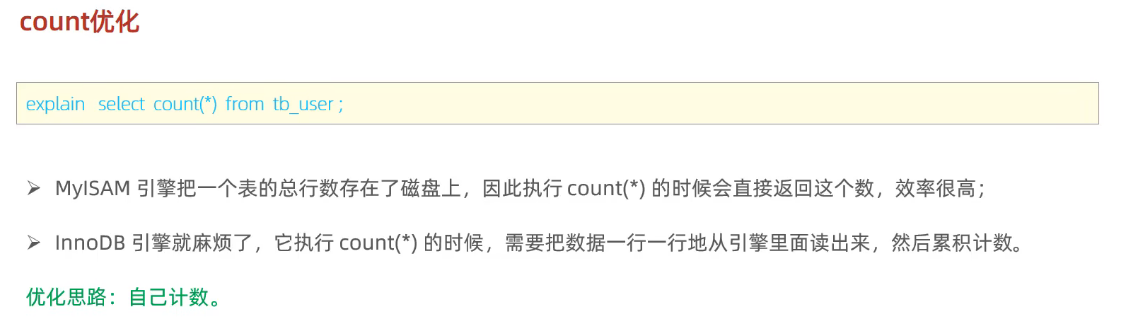 count优化
explain select count(*) from tb_user ;
➢ MyISAM 引擎把一个表的总行数存在了磁盘上，因此执行 count(*) 的时候会直接返回这个数，效率很高；
➢ InnoDB 引擎就麻烦了，它执行 count(*) 的时候，需要把数据一行一行地从引擎里面读出来，然后累积计数。
优化思路：自己计数。